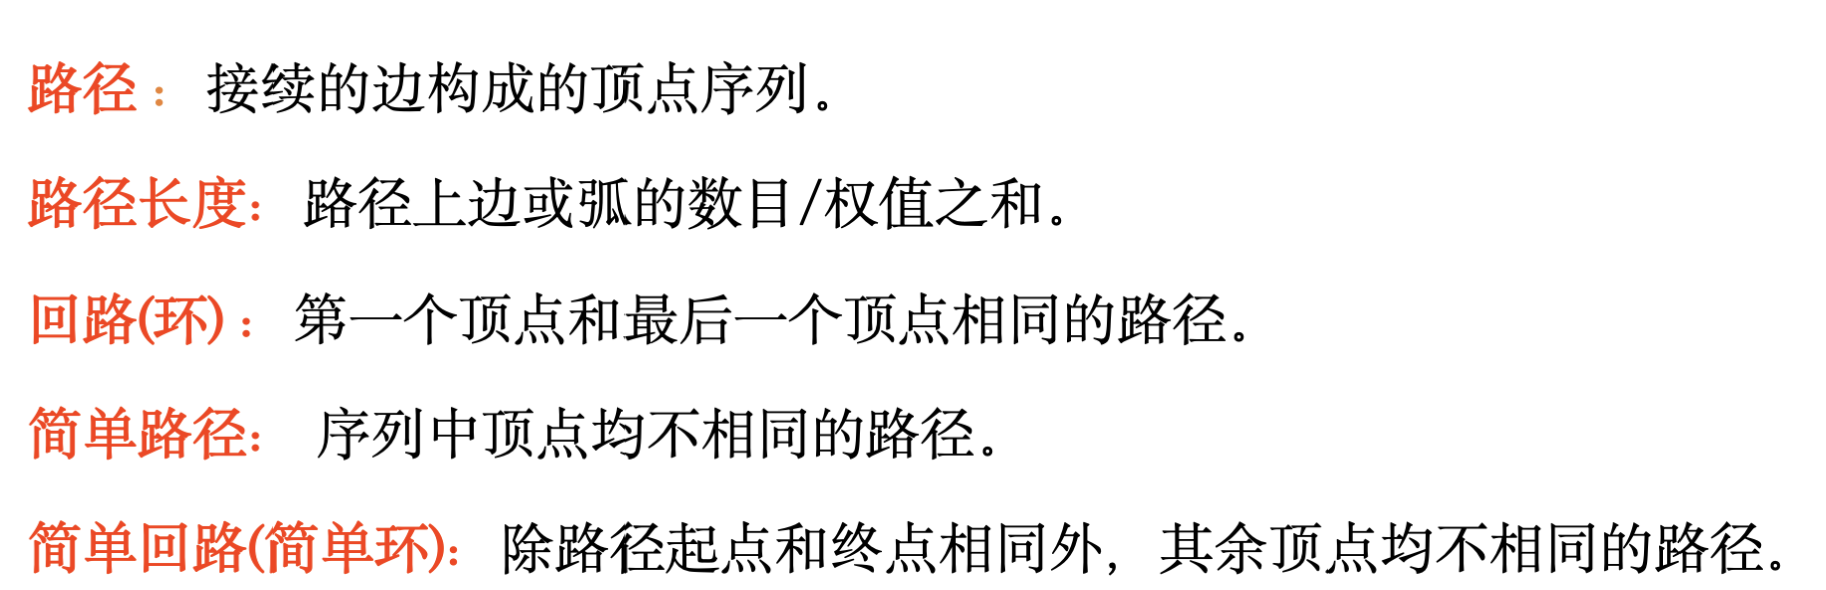 路径：接续的边构成的顶点序列。
路径长度：路径上边或弧的数目/权值之和。
回路(环)：第一个顶点和最后一个顶点相同的路径。
简单路径：序列中顶点均不相同的路径。
简单回路(简单环)：除路径起点和终点相同外，其余顶点均不相同的路径。